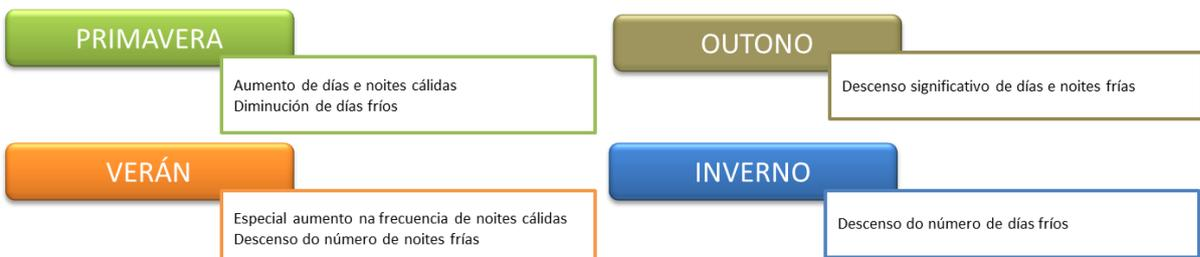 PRIMAVERA
Aumento de días e noites cálidas
Diminución de días fríos
OUTONO
Descenso significativo de días e noites frías
VERÁN
Especial aumento na frecuencia de noites cálidas
Descenso do número de noites frías
INVERNO
Descenso do número de días fríos